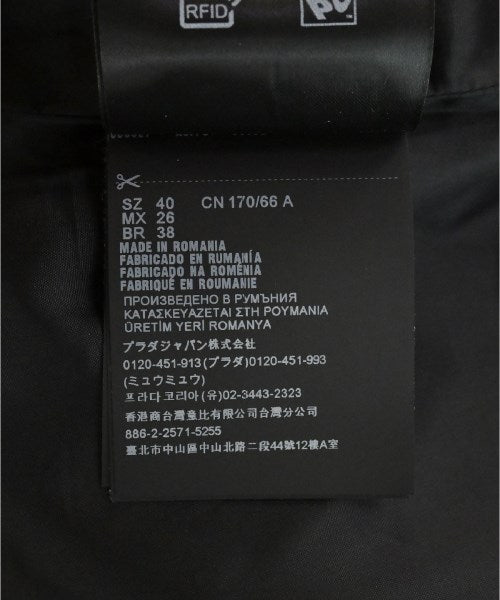 RFID
SZ 40 CN 170/66 A
MX 26
BR 38
MADE IN ROMANIA
FABRICADO EN RUMANÍA
FABRICADO NA ROMÉNIA
FABRIQUÉ EN ROUMANIE
ПРОИЗВЕДЕНО В РУМЪНИЯ
ΚΑΤΑΣΚΕΥΑΖΕΤΑΙ ΣΤΗ ΡΟΥΜΑΝΙΑ
ÜRETİM YERİ ROMANYA
プラダジャパン株式会社
0120-451-913(プラダ)0120-451-993
(ミュウミュウ)
프라다 코리아 (유)02-3443-2323
香港商台灣意比有限公司台灣分公司
886-2-2571-5255
臺北市中山區中山北路二段44號12樓A室